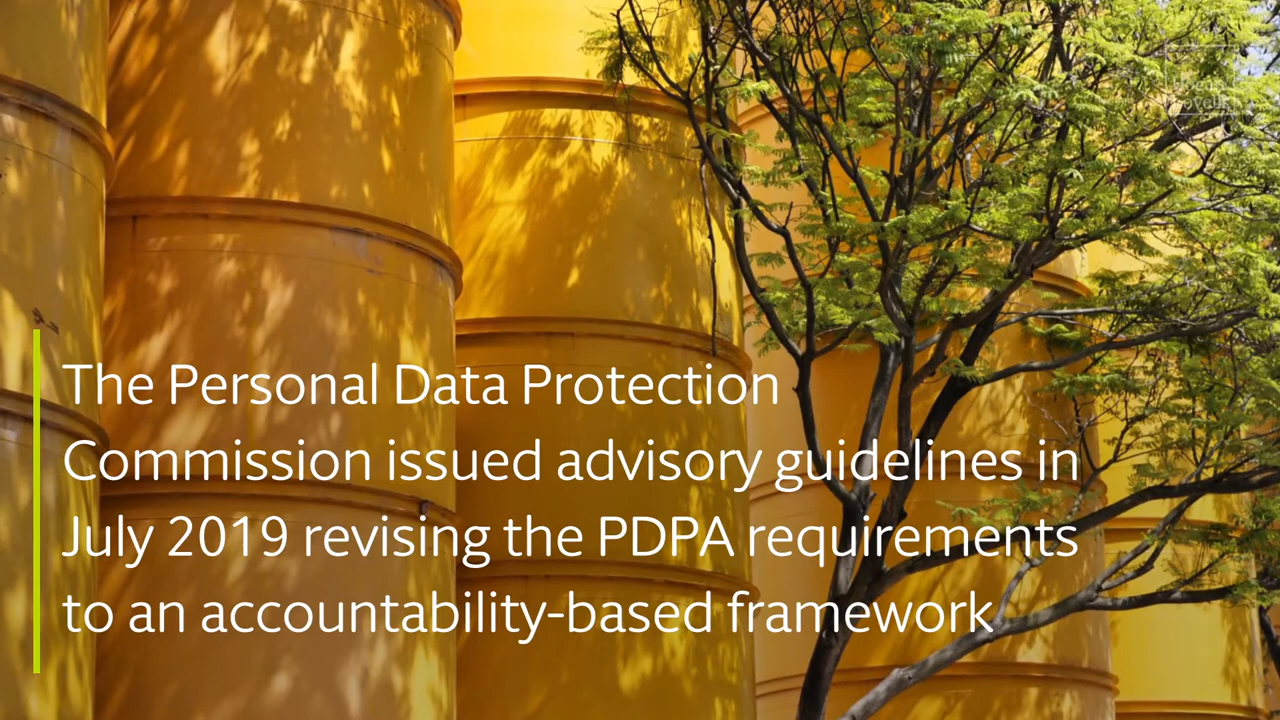 The Personal Data Protection
Commission issued advisory guidelines in
July 2019 revising the PDPA requirements
to an accountability-based framework